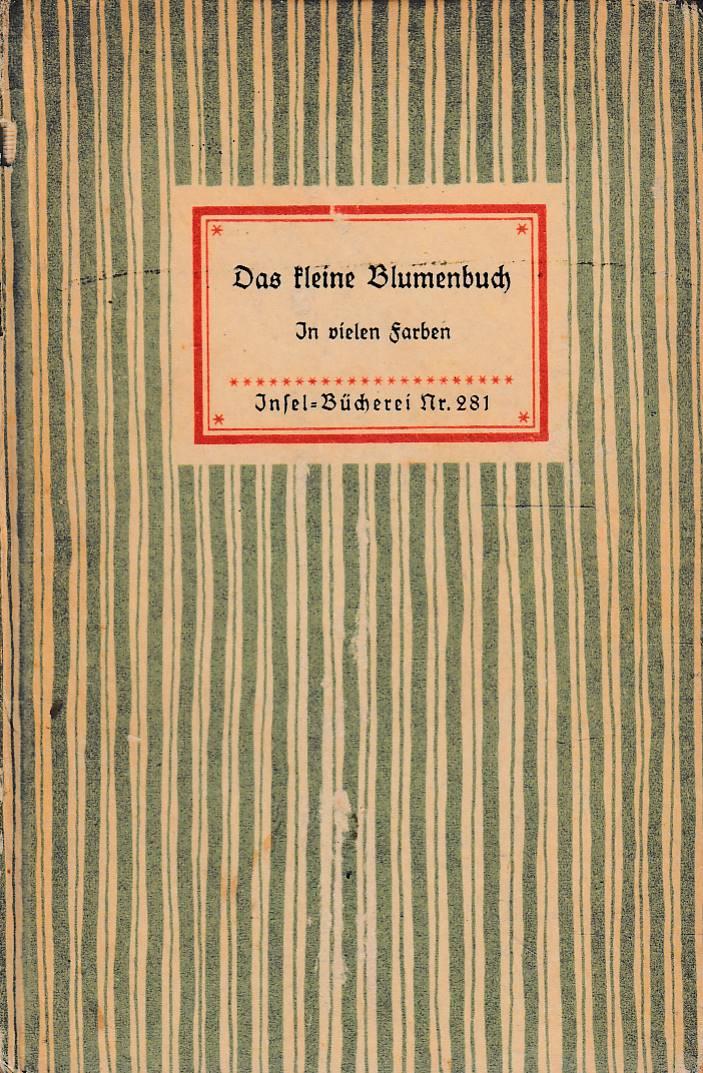 Das kleine Blumenbuch
In vielen Farben
Insel-Bücherei Nr. 281